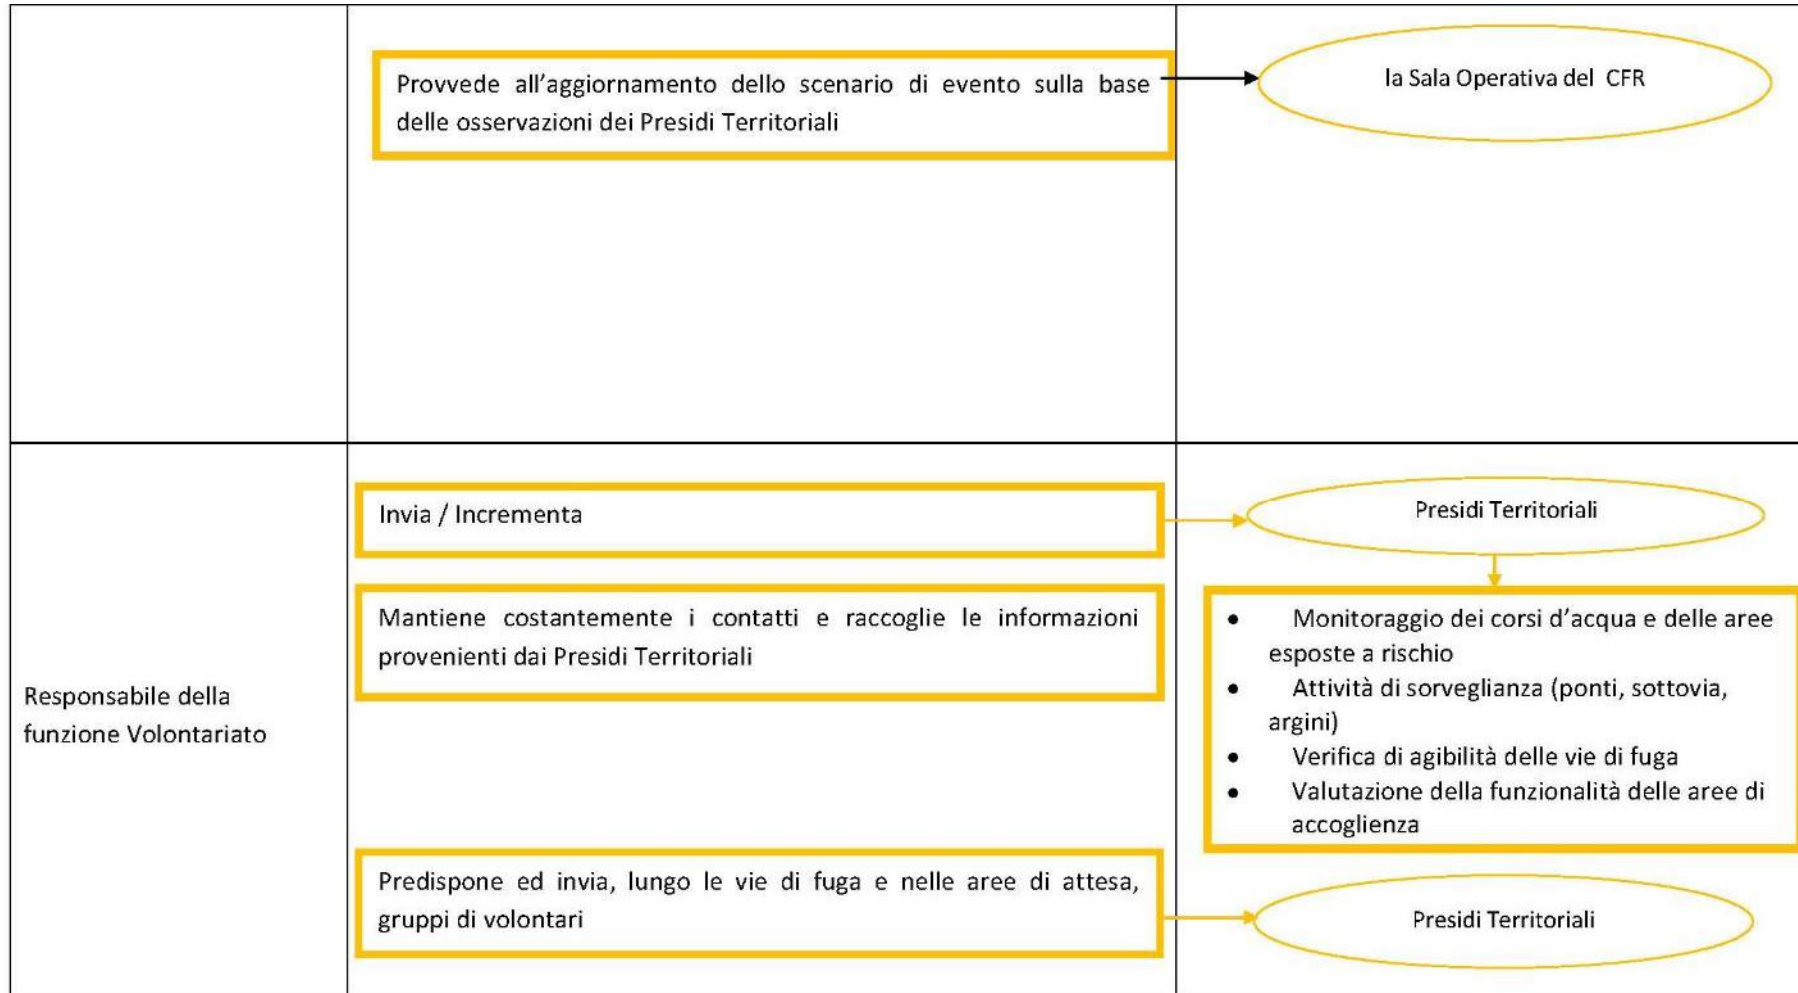 Provvede all'aggiornamento dello scenario di evento sulla base
delle osservazioni dei Presidi Territoriali
la Sala Operativa del CFR
Responsabile della
funzione Volontariato
Invia / Incrementa
Presidi Territoriali
Mantiene costantemente i contatti e raccoglie le informazioni
provenienti dai Presidi Territoriali
• Monitoraggio dei corsi d'acqua e delle aree
esposte a rischio
• Attività di sorveglianza (ponti, sottovia,
argini)
• Verifica di agibilità delle vie di fuga
• Valutazione della funzionalità delle aree di
accoglienza
Predispone ed invia, lungo le vie di fuga e nelle aree di attesa,
gruppi di volontari
Presidi Territoriali